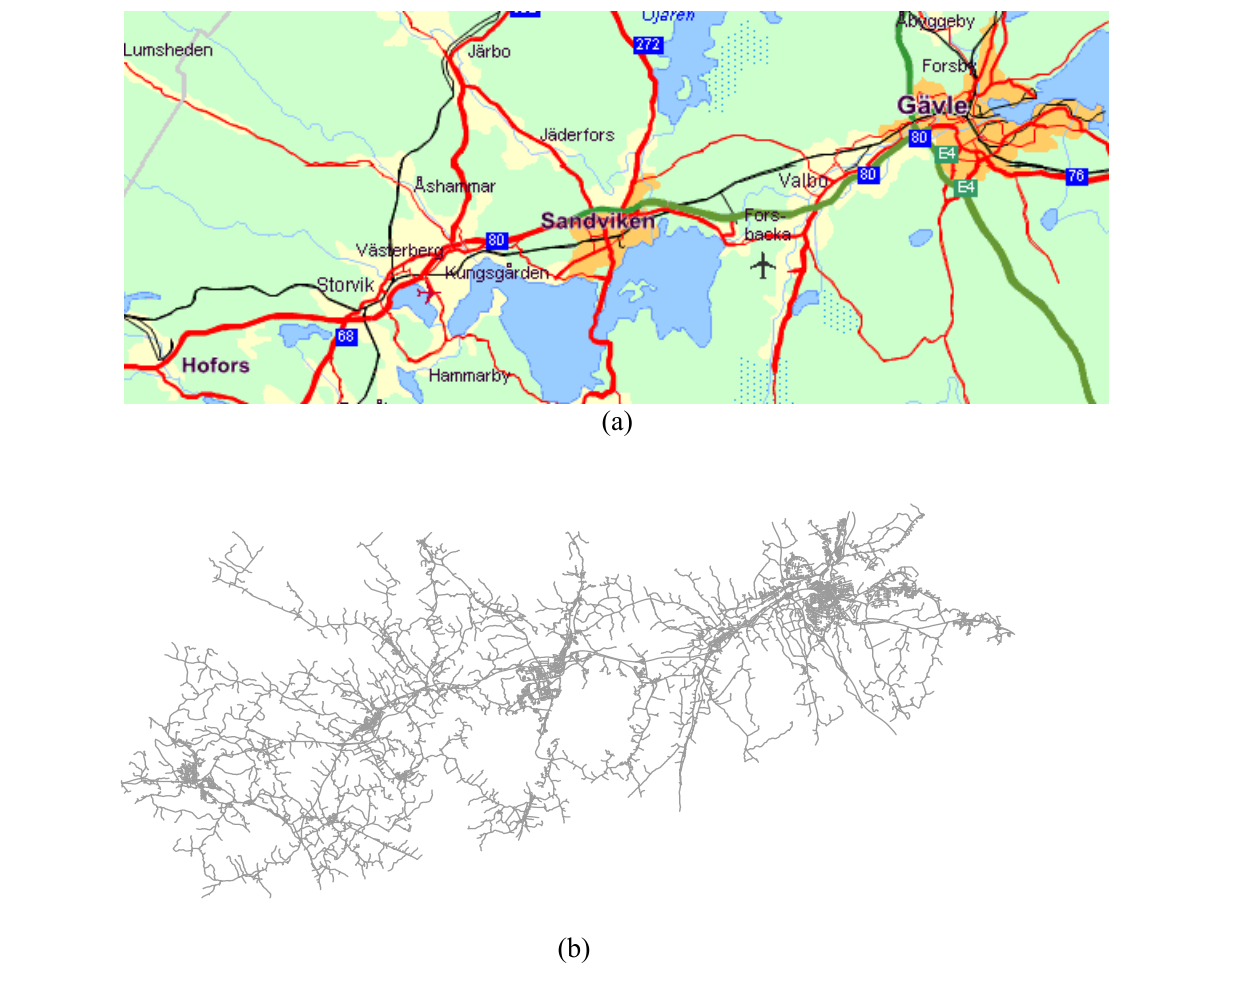 Ojaren
Åbyggeby
Lumsheden
Järbo
272
Forsby
Gävle
Jäderfors
80
E4
Valbo
80
76
Åshammar
E4
Sandviken
Fors-
backa
80
Västerberg
Kungsgården
Storvik
68
Hofors
Hammarby
(a)
(b)